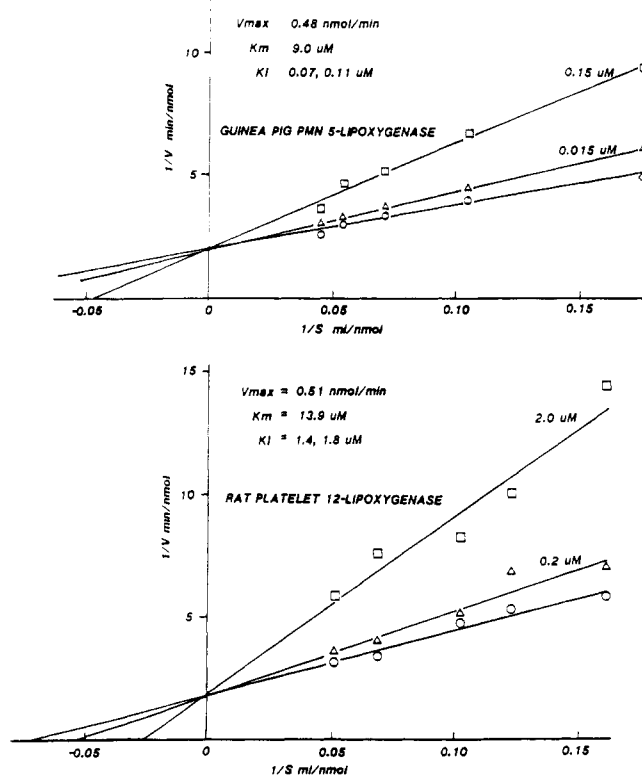 Vmax 0.48 nmol/min
Km 9.0 uM
Ki 0.07, 0.11 uM
10
0.15 uM
GUINEA PIG PMN 5-LIPOXYGENASE
1/V min/nmol
0.015 uM
5
-0.05 0 0.05 0.10 0.15
1/S ml/nmol
15
Vmax = 0.51 nmol/min
Km = 13.9 uM
Ki = 1.4, 1.8 uM
2.0 uM
1/V min/nmol
10
RAT PLATELET 12-LIPOXYGENASE
0.2 uM
5
-0.05 0 0.05 0.10 0.15
1/S ml/nmol